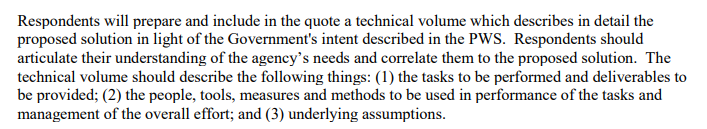 Respondents will prepare and include in the quote a technical volume which describes in detail the
proposed solution in light of the Government's intent described in the PWS.  Respondents should
articulate their understanding of the agency’s needs and correlate them to the proposed solution.  The
technical volume should describe the following things: (1) the tasks to be performed and deliverables to
be provided; (2) the people, tools, measures and methods to be used in performance of the tasks and
management of the overall effort; and (3) underlying assumptions.